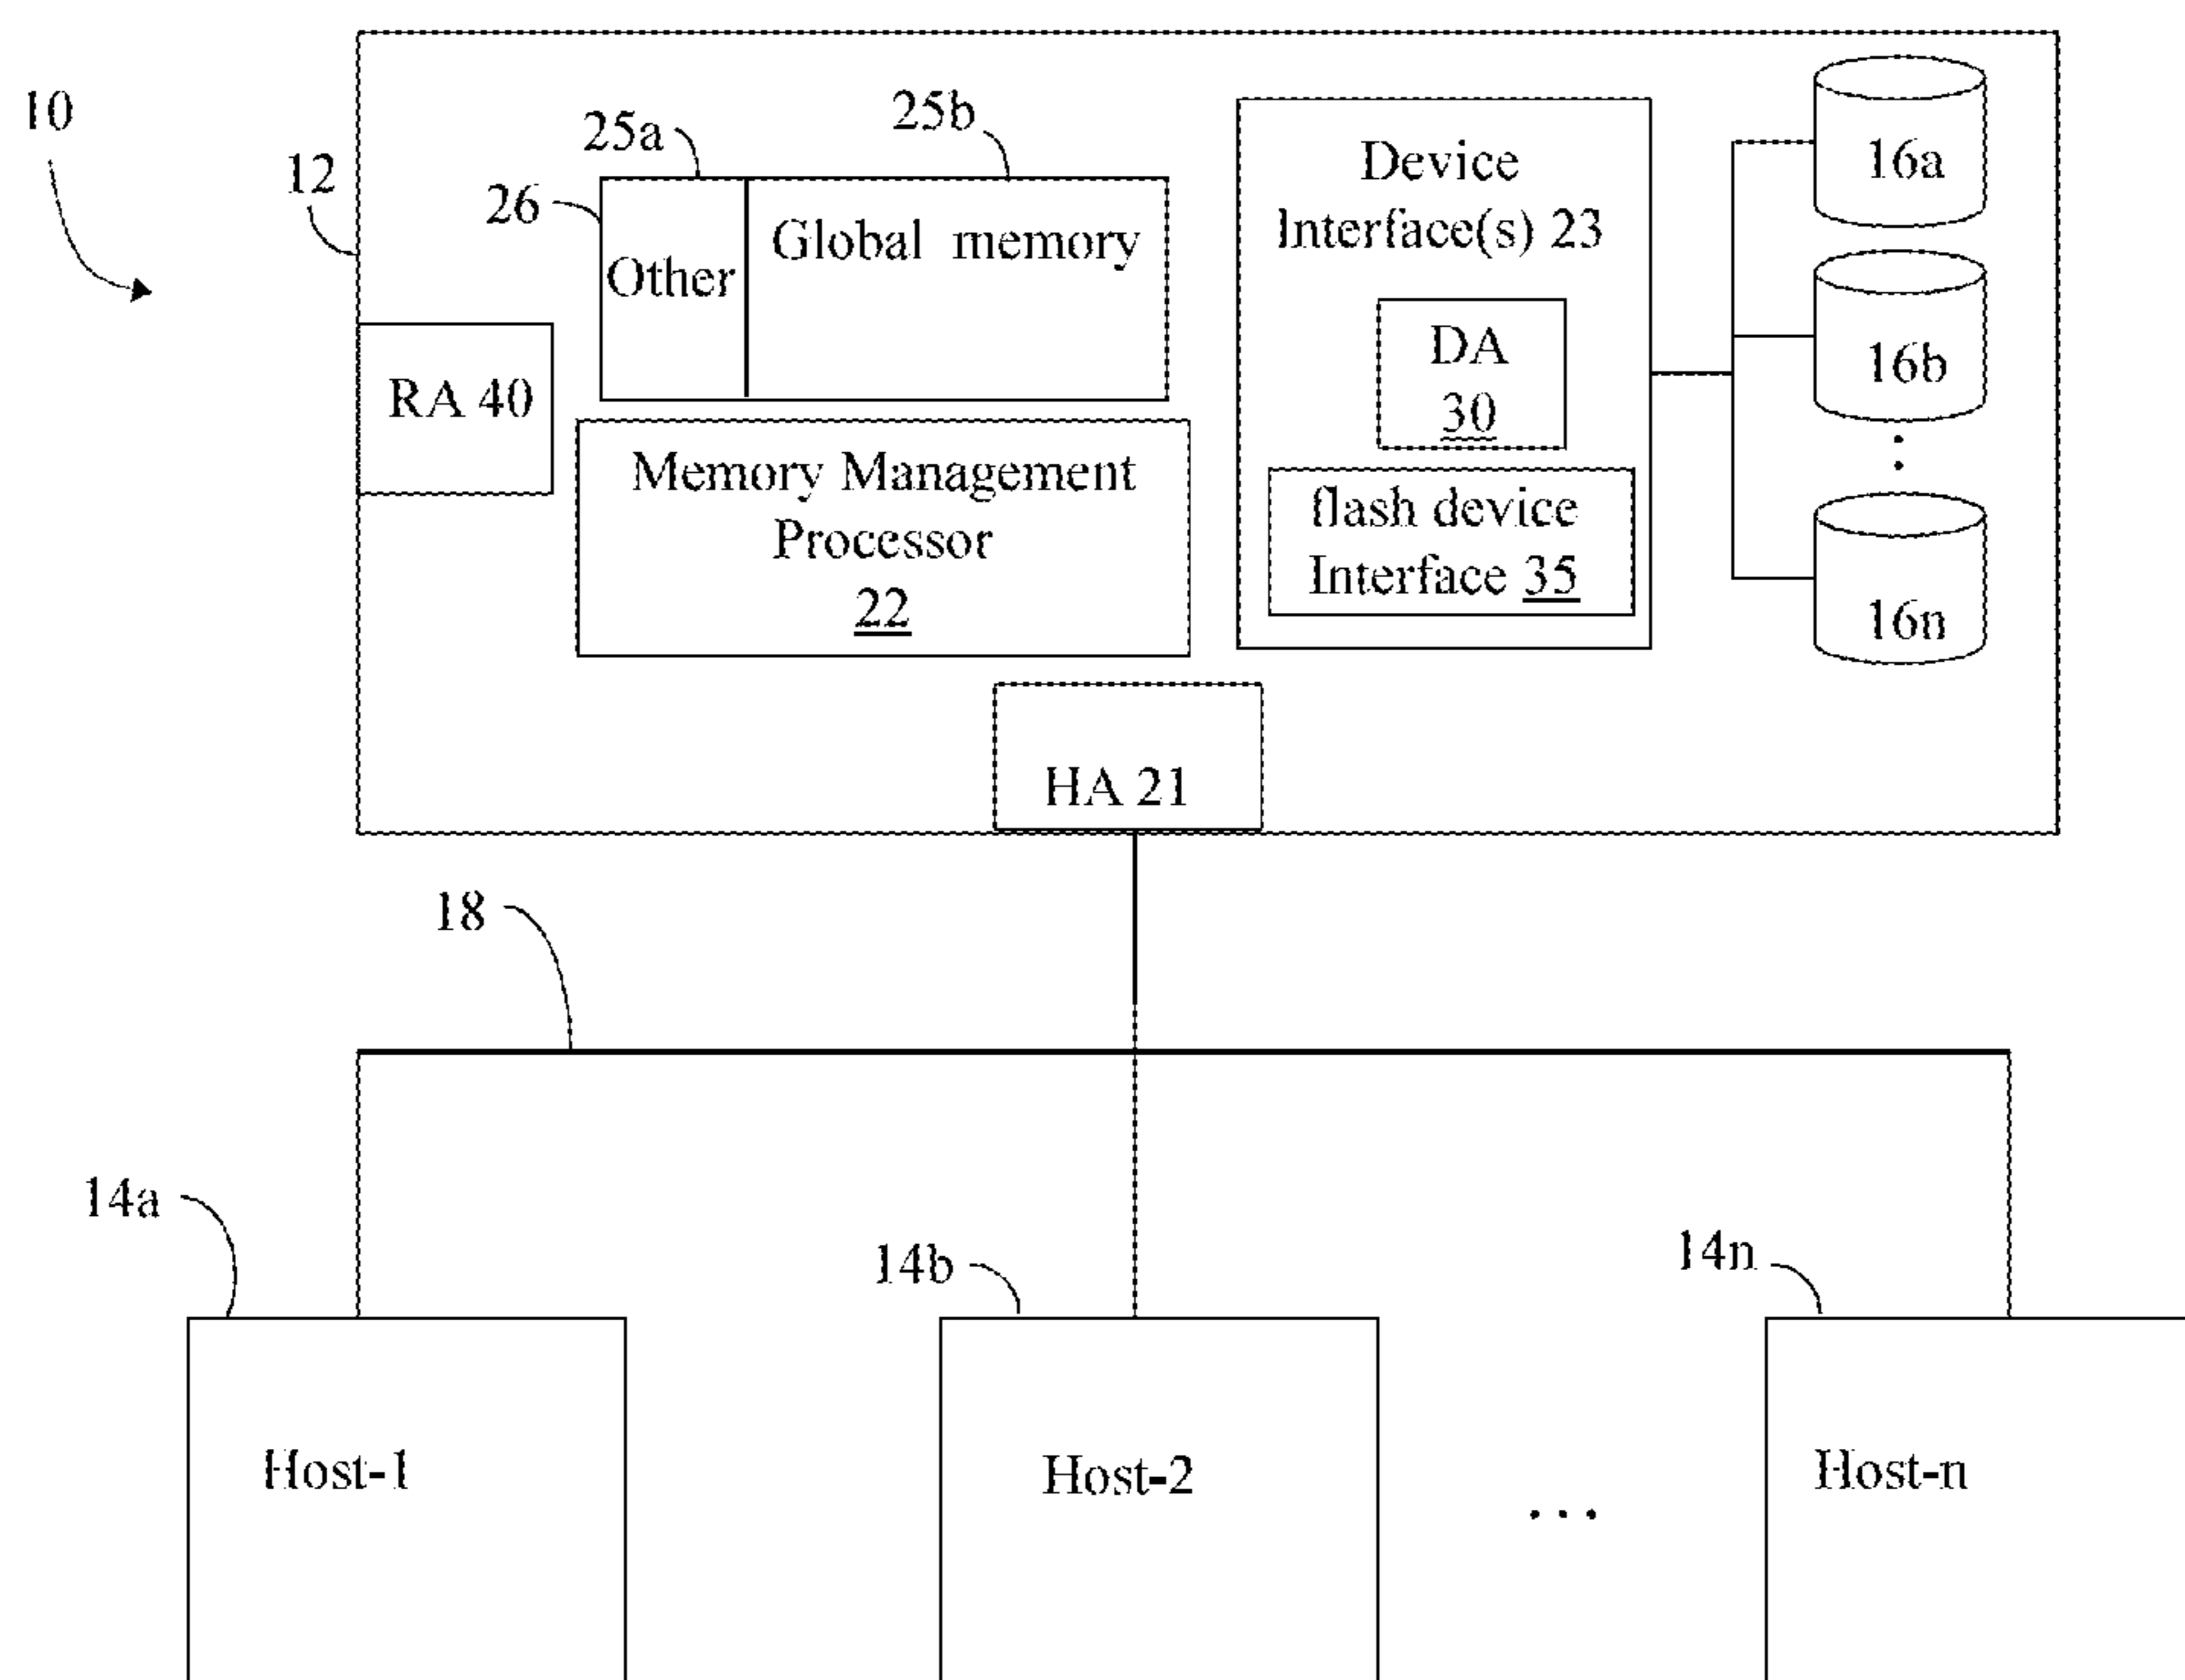 10
12
25a
25b
26
Other
Global memory
RA 40
Memory Management
Processor
22
Device
Interface(s) 23
DA
30
flash device
Interface 35
16a
16b
16n
HA 21
18
14a
14b
14n
Host-1
Host-2
...
Host-n